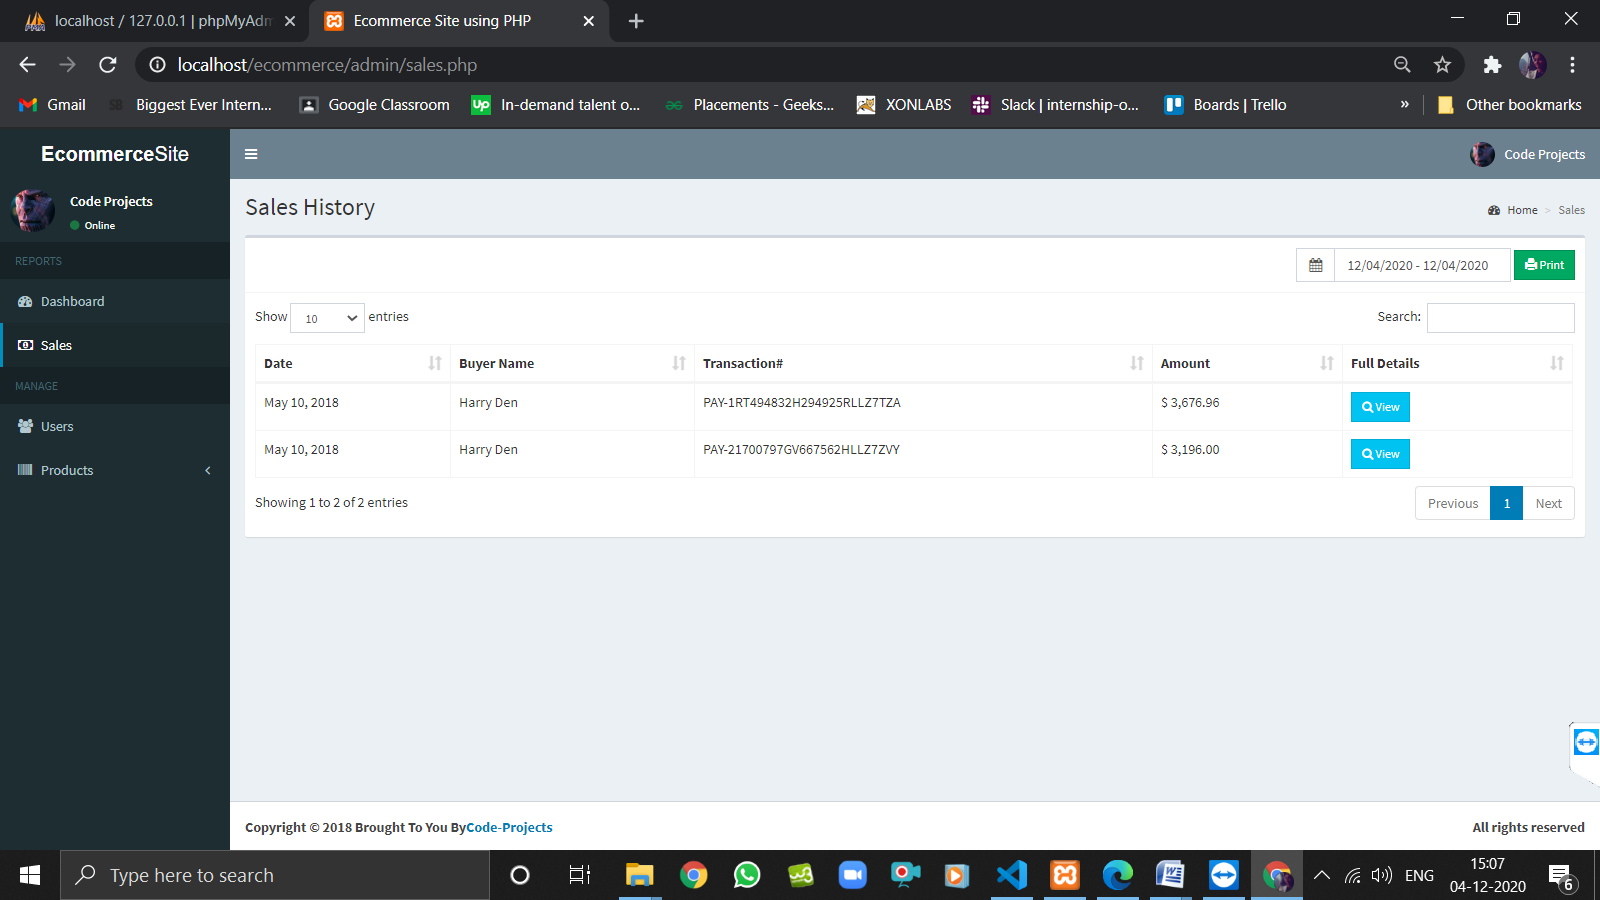 localhost / 127.0.0.1 | phpMyAdm
Ecommerce Site using PHP
localhost/ecommerce/admin/sales.php
Gmail
SB Biggest Ever Intern...
Google Classroom
Up In-demand talent o...
Placements - Geeks...
XONLABS
Slack | internship-o...
Boards | Trello
»
Other bookmarks
EcommerceSite
Code Projects
Code Projects
Online
Sales History
Home > Sales
REPORTS
12/04/2020 - 12/04/2020
Print
Dashboard
Show 10 entries
Search:
Sales
Date Buyer Name Transaction# Amount Full Details
MANAGE
May 10, 2018 Harry Den PAY-1RT494832H294925RLLZ7TZA $ 3,676.96 View
Users
May 10, 2018 Harry Den PAY-21700797GV667562HLLZ7ZVY $ 3,196.00 View
Products
Showing 1 to 2 of 2 entries
Previous 1 Next
Copyright © 2018 Brought To You ByCode-Projects
All rights reserved
Type here to search
ENG
15:07
04-12-2020
6